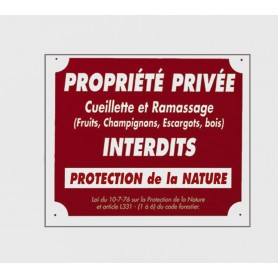 PROPRIÉTÉ PRIVÉE
Cueillette et Ramassage
(Fruits, Champignons, Escargots, bois)
INTERDITS
PROTECTION de la NATURE
Loi du 10-7-76 sur la Protection de la Nature
et article L331 - (1 à 6) du code forestier.